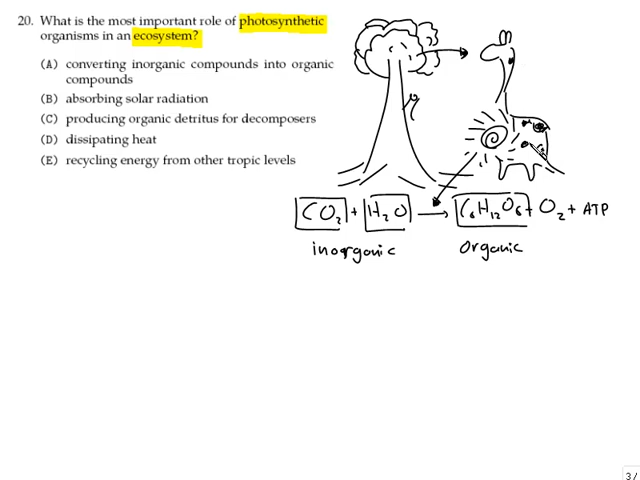 20. What is the most important role of photosynthetic
organisms in an ecosystem?
(A) converting inorganic compounds into organic
compounds
(B) absorbing solar radiation
(C) producing organic detritus for decomposers
(D) dissipating heat
(E) recycling energy from other tropic levels
CO₂ + H₂O → C₆H₁₂O₆ + O₂ + ATP
inorganic organic
3/